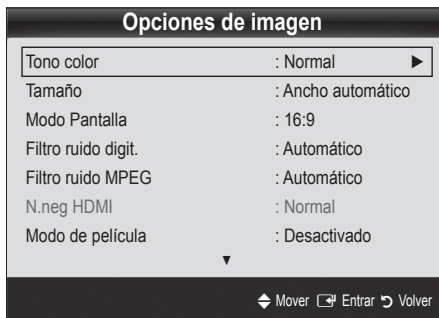 Opciones de imagen
Tono color : Normal ▶
Tamaño : Ancho automático
Modo Pantalla : 16:9
Filtro ruido digit. : Automático
Filtro ruido MPEG : Automático
N.neg HDMI : Normal
Modo de película : Desactivado
▼
Mover Entrar Volver